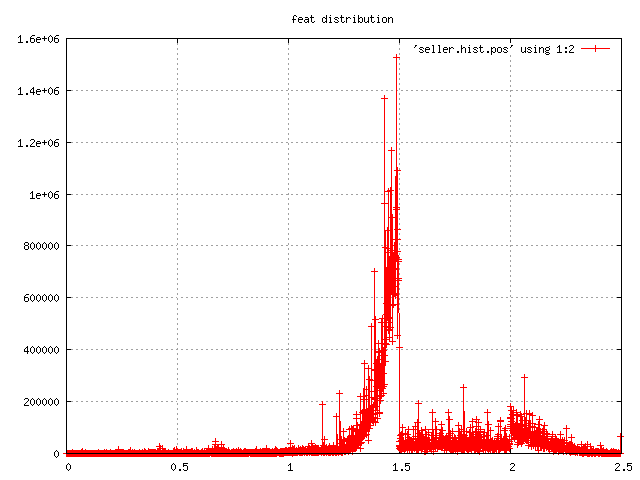 feat distribution
'seller.hist.pos' using 1:2
1.6e+06
1.4e+06
1.2e+06
1e+06
800000
600000
400000
200000
0
0 0.5 1 1.5 2 2.5